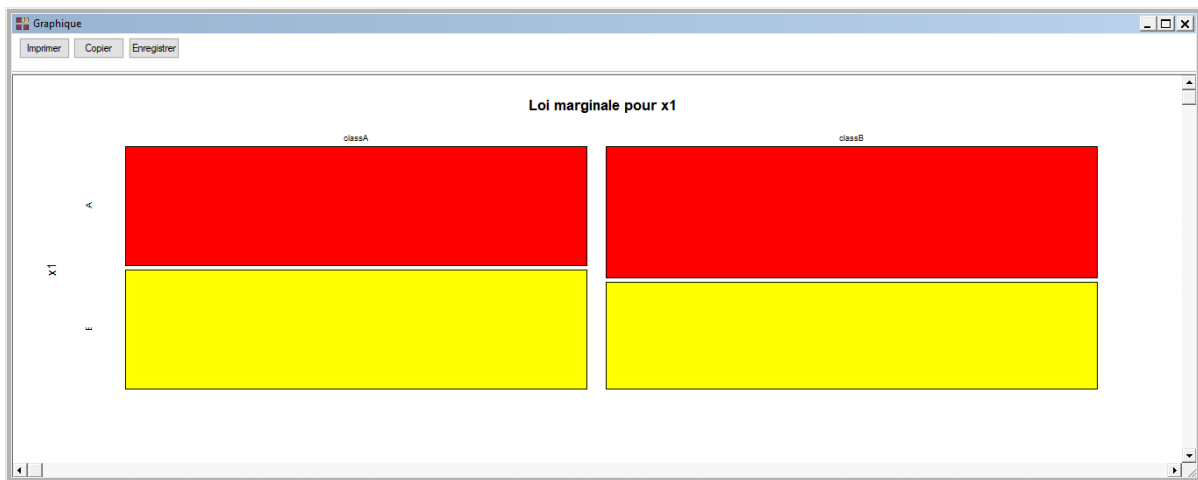 Graphique
Imprimer Copier Enregistrer
Loi marginale pour x1
classA classB
A
x1
E